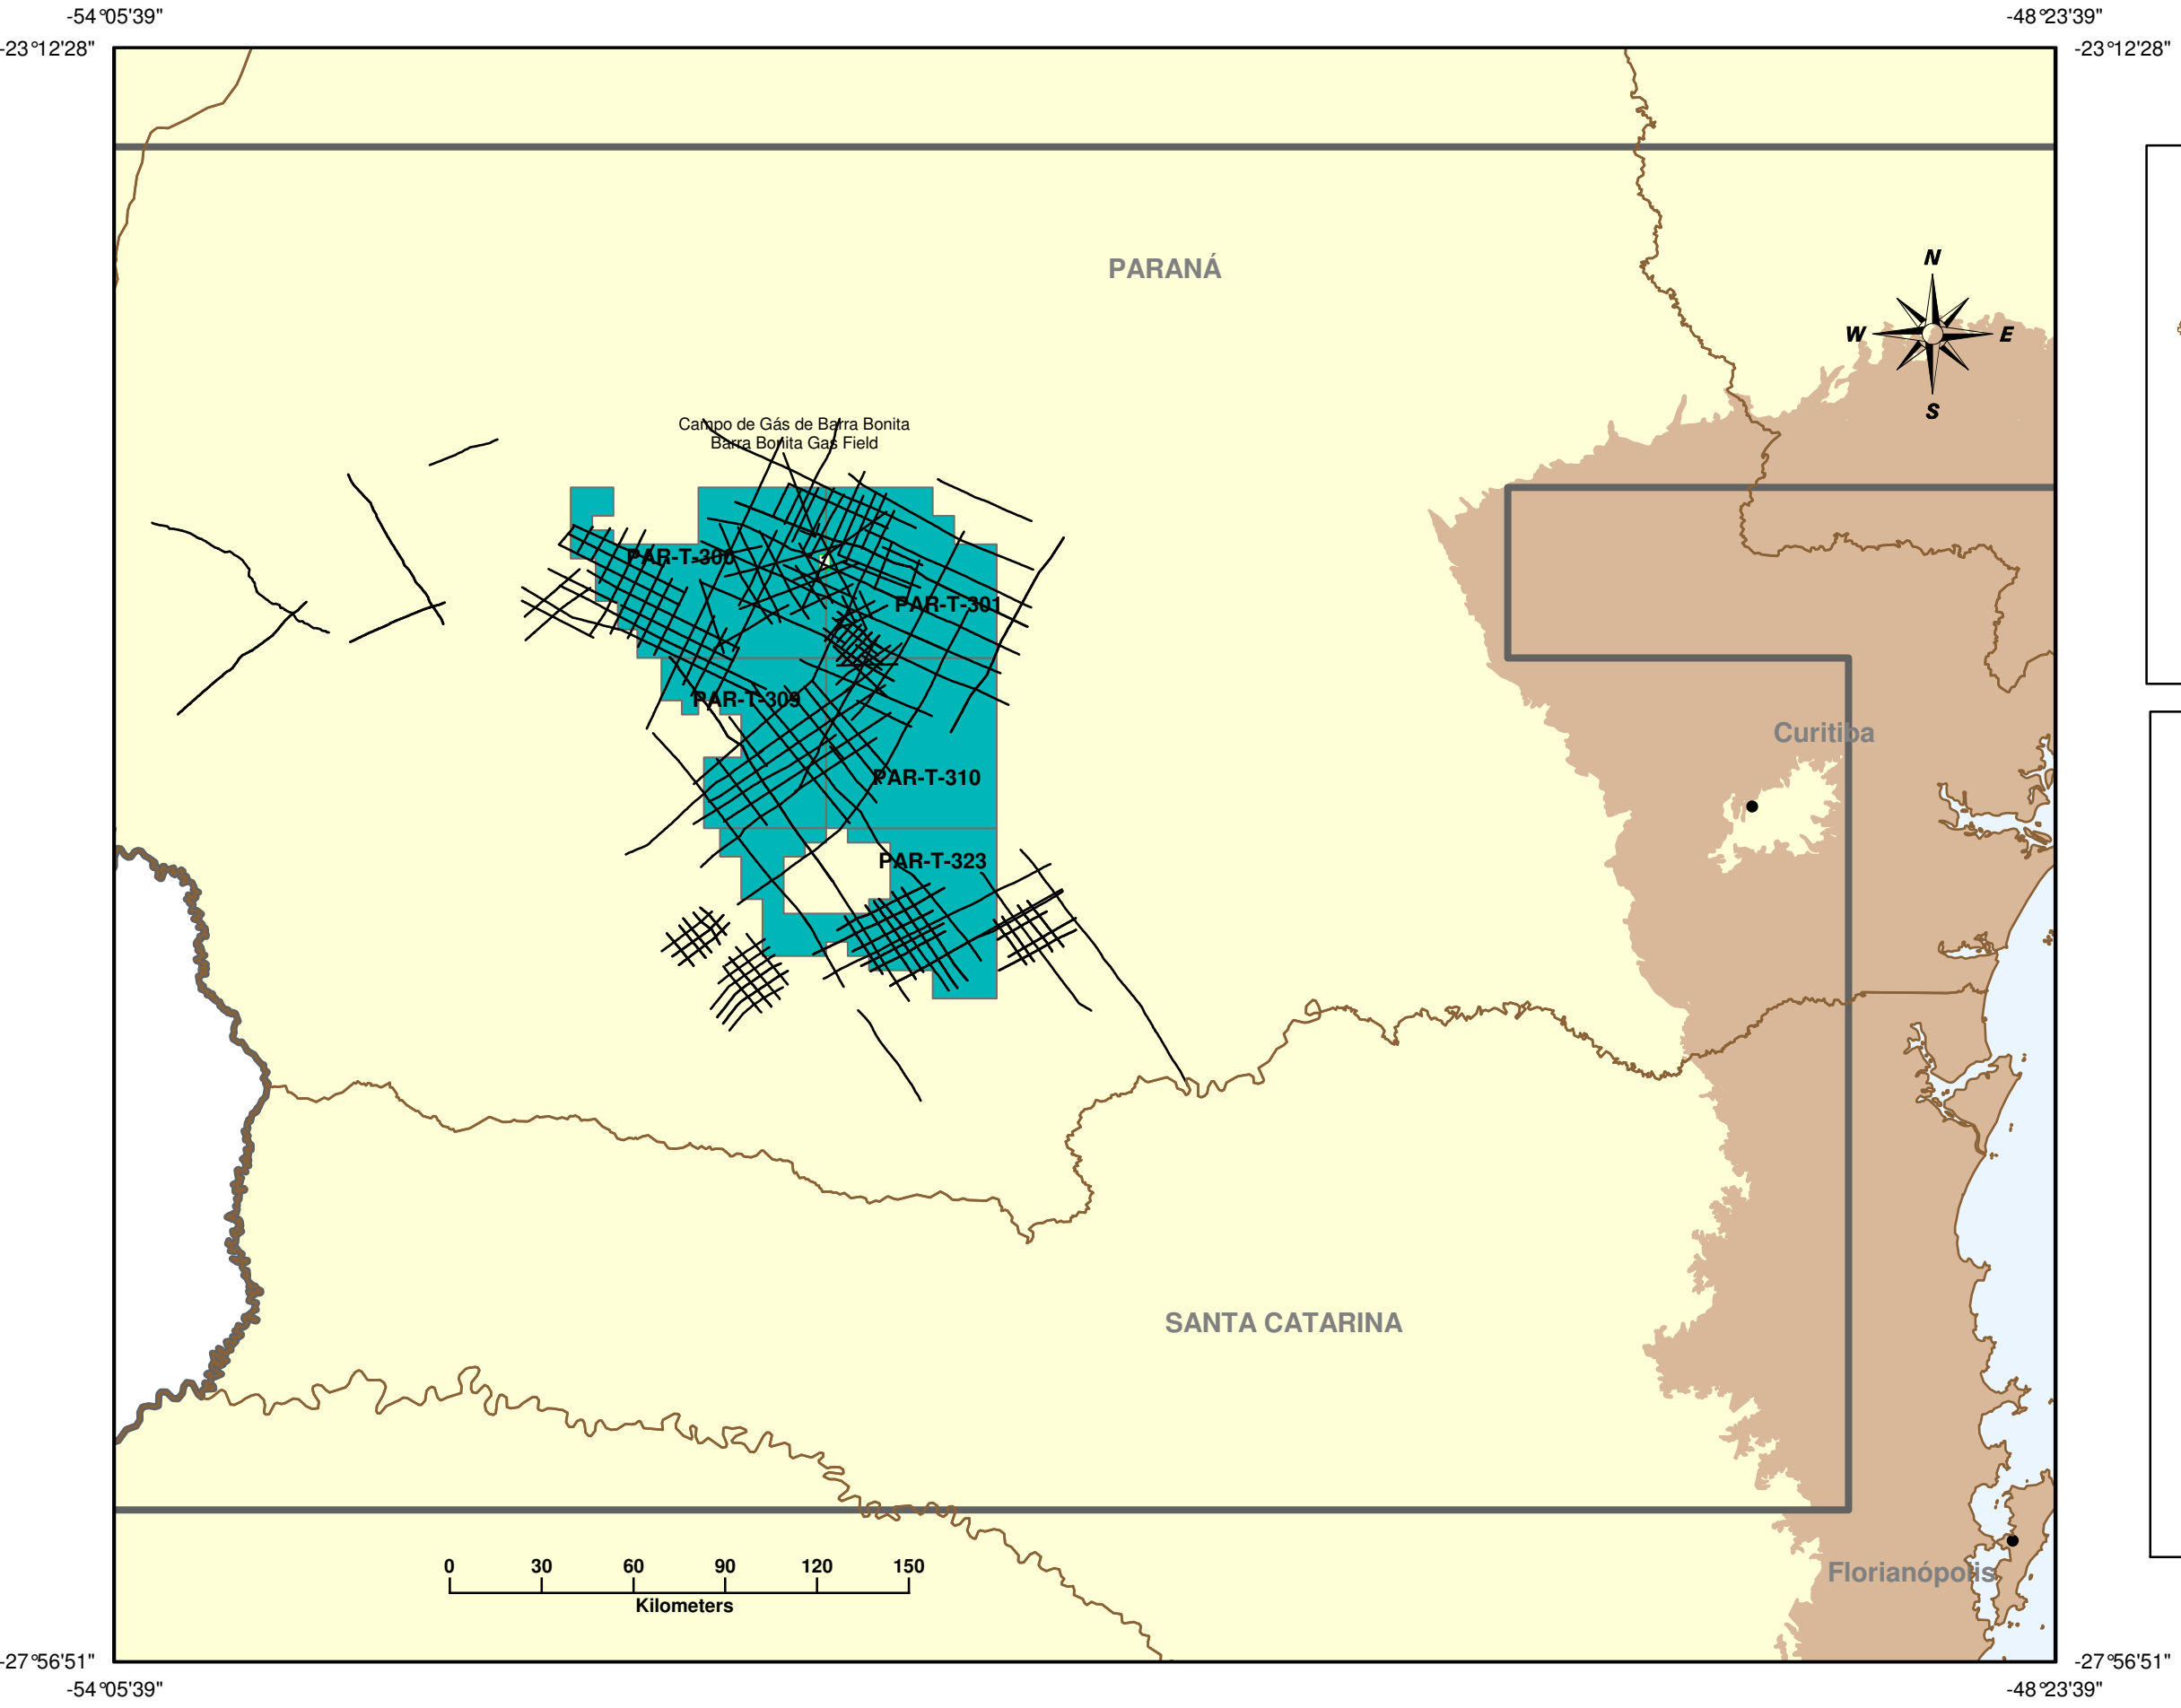 -54°05'39"
-48°23'39"
-23°12'28"
-23°12'28"
PARANÁ
N
W
E
S
Campo de Gás de Barra Bonita
Barra Bonita Gas Field
PAR-T-300
PAR-T-301
PAR-T-309
Curitiba
PAR-T-310
PAR-T-323
SANTA CATARINA
0 30 60 90 120 150
Kilometers
Florianópolis
-27°56'51"
-27°56'51"
-54°05'39"
-48°23'39"